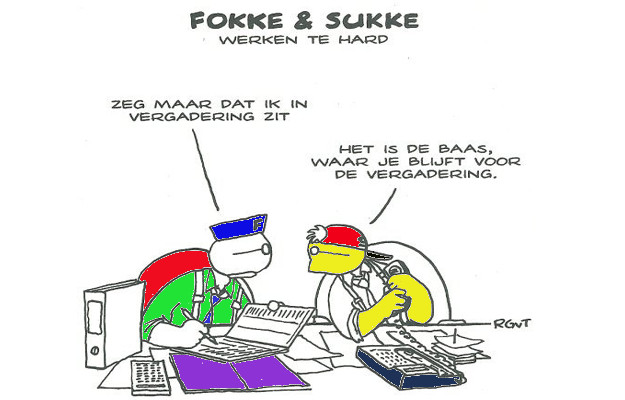 FOKKE & SUKKE
WERKEN TE HARD
ZEG MAAR DAT IK IN
VERGADERING ZIT
HET IS DE BAAS,
WAAR JE BLIJFT VOOR
DE VERGADERING.
F
S
RGvT